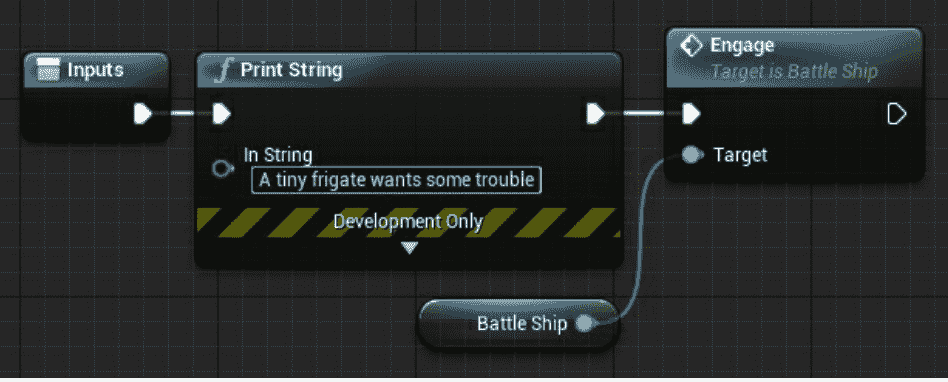 Inputs
Print String
In String
A tiny frigate wants some trouble
Development Only
Engage
Target is Battle Ship
Target
Battle Ship